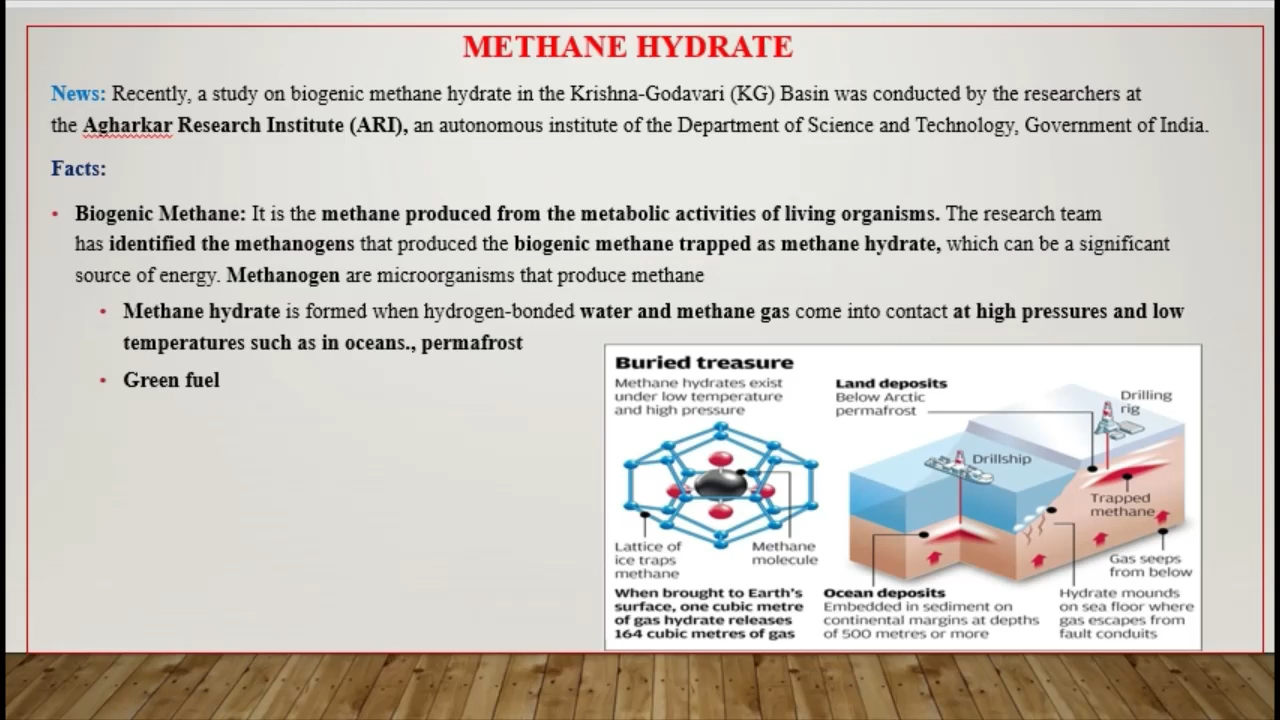 METHANE HYDRATE
News: Recently, a study on biogenic methane hydrate in the Krishna-Godavari (KG) Basin was conducted by the researchers at
the Agharkar Research Institute (ARI), an autonomous institute of the Department of Science and Technology, Government of India.
Facts:
• Biogenic Methane: It is the methane produced from the metabolic activities of living organisms. The research team
has identified the methanogens that produced the biogenic methane trapped as methane hydrate, which can be a significant
source of energy. Methanogen are microorganisms that produce methane
• Methane hydrate is formed when hydrogen-bonded water and methane gas come into contact at high pressures and low
temperatures such as in oceans., permafrost
• Green fuel
Buried treasure
Methane hydrates exist
under low temperature
and high pressure
Lattice of
ice traps
methane
Methane
molecule
When brought to Earth's
surface, one cubic metre
of gas hydrate releases
164 cubic metres of gas
Land deposits
Below Arctic
permafrost
Drilling
rig
Drillship
Trapped
methane
Gas seeps
from below
Ocean deposits
Embedded in sediment on
continental margins at depths
of 500 metres or more
Hydrate mounds
on sea floor where
gas escapes from
fault conduits